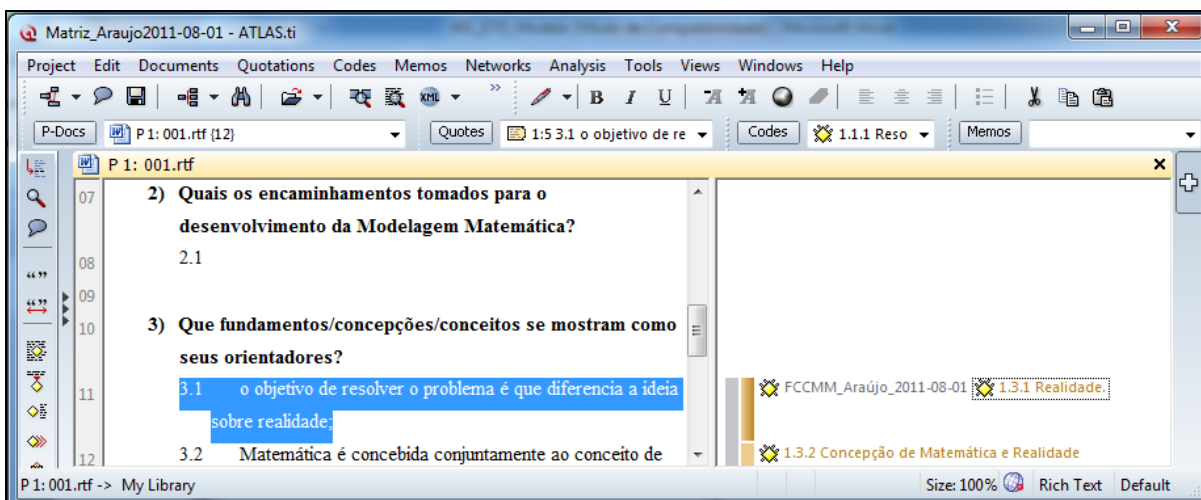 Matriz_Araujo2011-08-01 - ATLAS.ti
Project Edit Documents Quotations Codes Memos Networks Analysis Tools Views Windows Help
XML » B I U A A
P-Docs P 1: 001.rtf {12} Quotes 1:5 3.1 o objetivo de re Codes 1.1.1 Reso Memos
P 1: 001.rtf
07 2) Quais os encaminhamentos tomados para o
desenvolvimento da Modelagem Matemática?
08 2.1
09
10 3) Que fundamentos/concepções/conceitos se mostram como
seus orientadores?
11 3.1 o objetivo de resolver o problema é que diferencia a ideia
sobre realidade;
FCCMM_Araújo_2011-08-01 1.3.1 Realidade.
12 3.2 Matemática é concebida conjuntamente ao conceito de
1.3.2 Concepção de Matemática e Realidade
P 1: 001.rtf -> My Library Size: 100% Rich Text Default